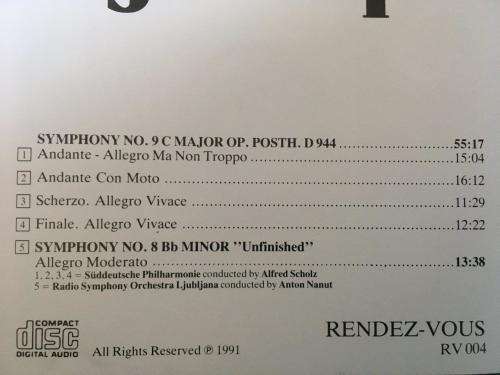 SYMPHONY NO. 9 C MAJOR OP. POSTH. D 944 55:17
1 Andante - Allegro Ma Non Troppo 15:04
2 Andante Con Moto 16:12
3 Scherzo. Allegro Vivace 11:29
4 Finale. Allegro Vivace 12:22
5 SYMPHONY NO. 8 Bb MINOR ’’Unfinished’’
Allegro Moderato 13:38
1, 2, 3, 4 = Süddeutsche Philharmonie conducted by Alfred Scholz
5 = Radio Symphony Orchestra Ljubljana conducted by Anton Nanut
COMPACT
disc
DIGITAL AUDIO
All Rights Reserved ℗ 1991
RENDEZ-VOUS
RV 004